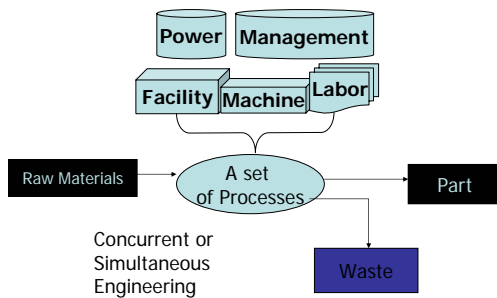 Power
Management
Facility
Machine
Labor
Raw Materials
A set
of Processes
Part
Concurrent or
Simultaneous
Engineering
Waste